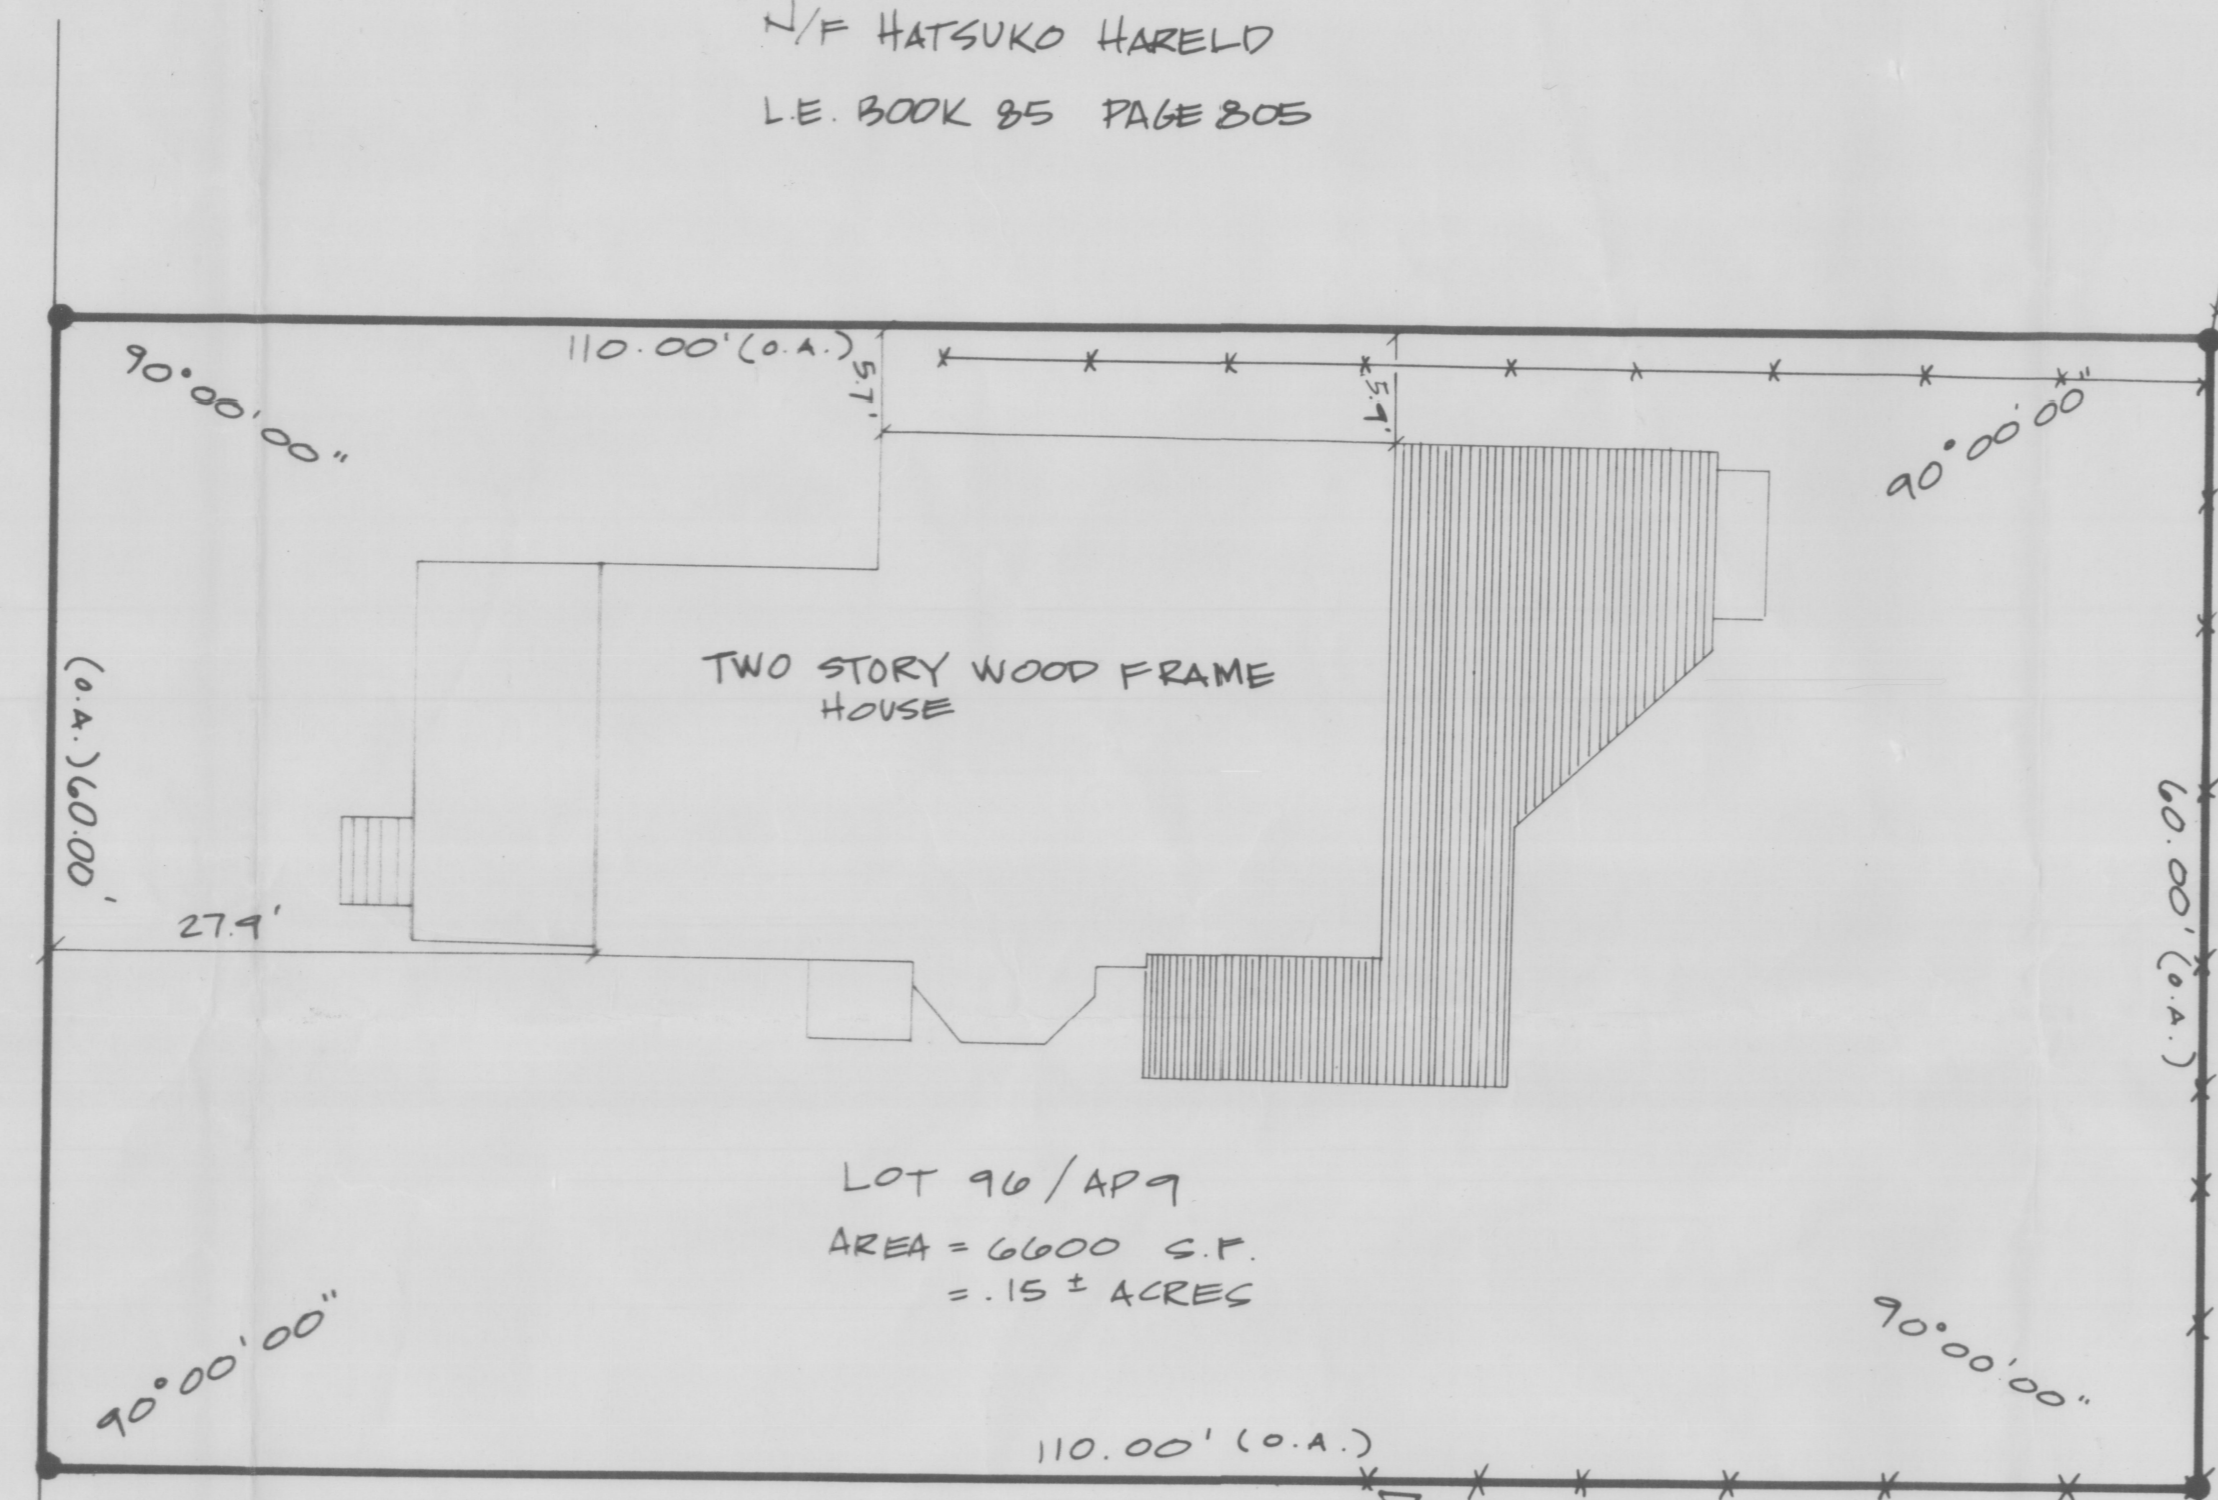 N/F HATSUKO HARELD
L.E. BOOK 85 PAGE 805
110.00' (O.A.)
5.7'
5.9'
90°00'00"
90°00'00"
TWO STORY WOOD FRAME
HOUSE
(O.A.) 60.00'
60.00' (O.A.)
27.9'
LOT 96/AP9
AREA = 6600 S.F.
= .15 ± ACRES
90°00'00"
90°00'00"
110.00' (O.A.)